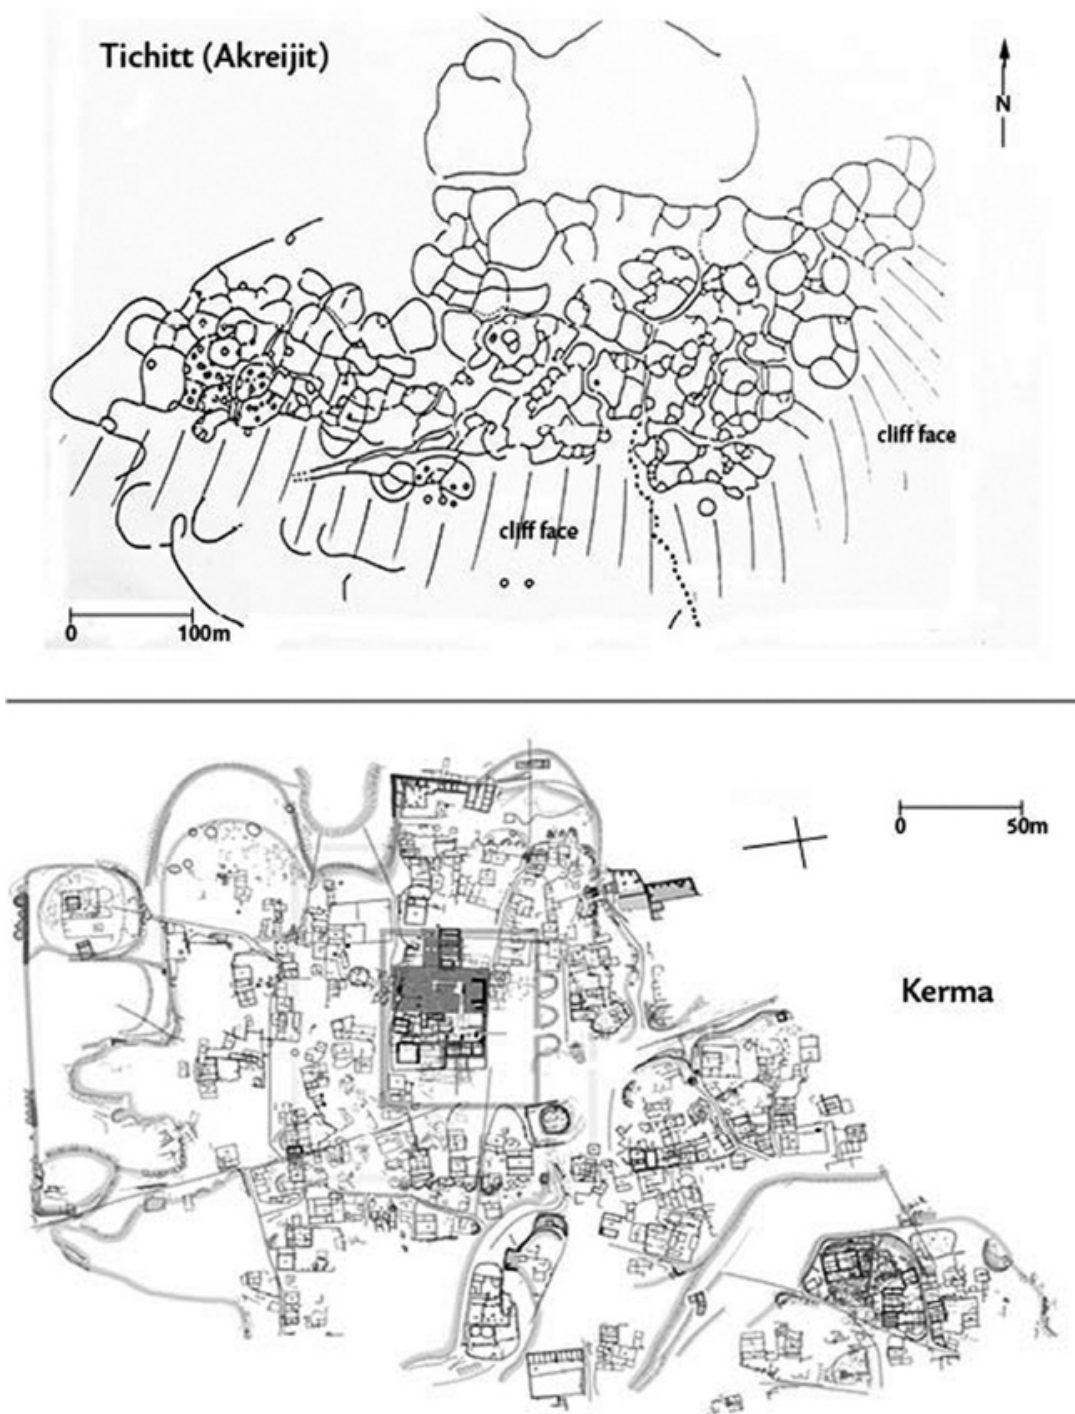 Tichitt (Akreijit)
N
cliff face
cliff face
0 100m
0 50m
Kerma